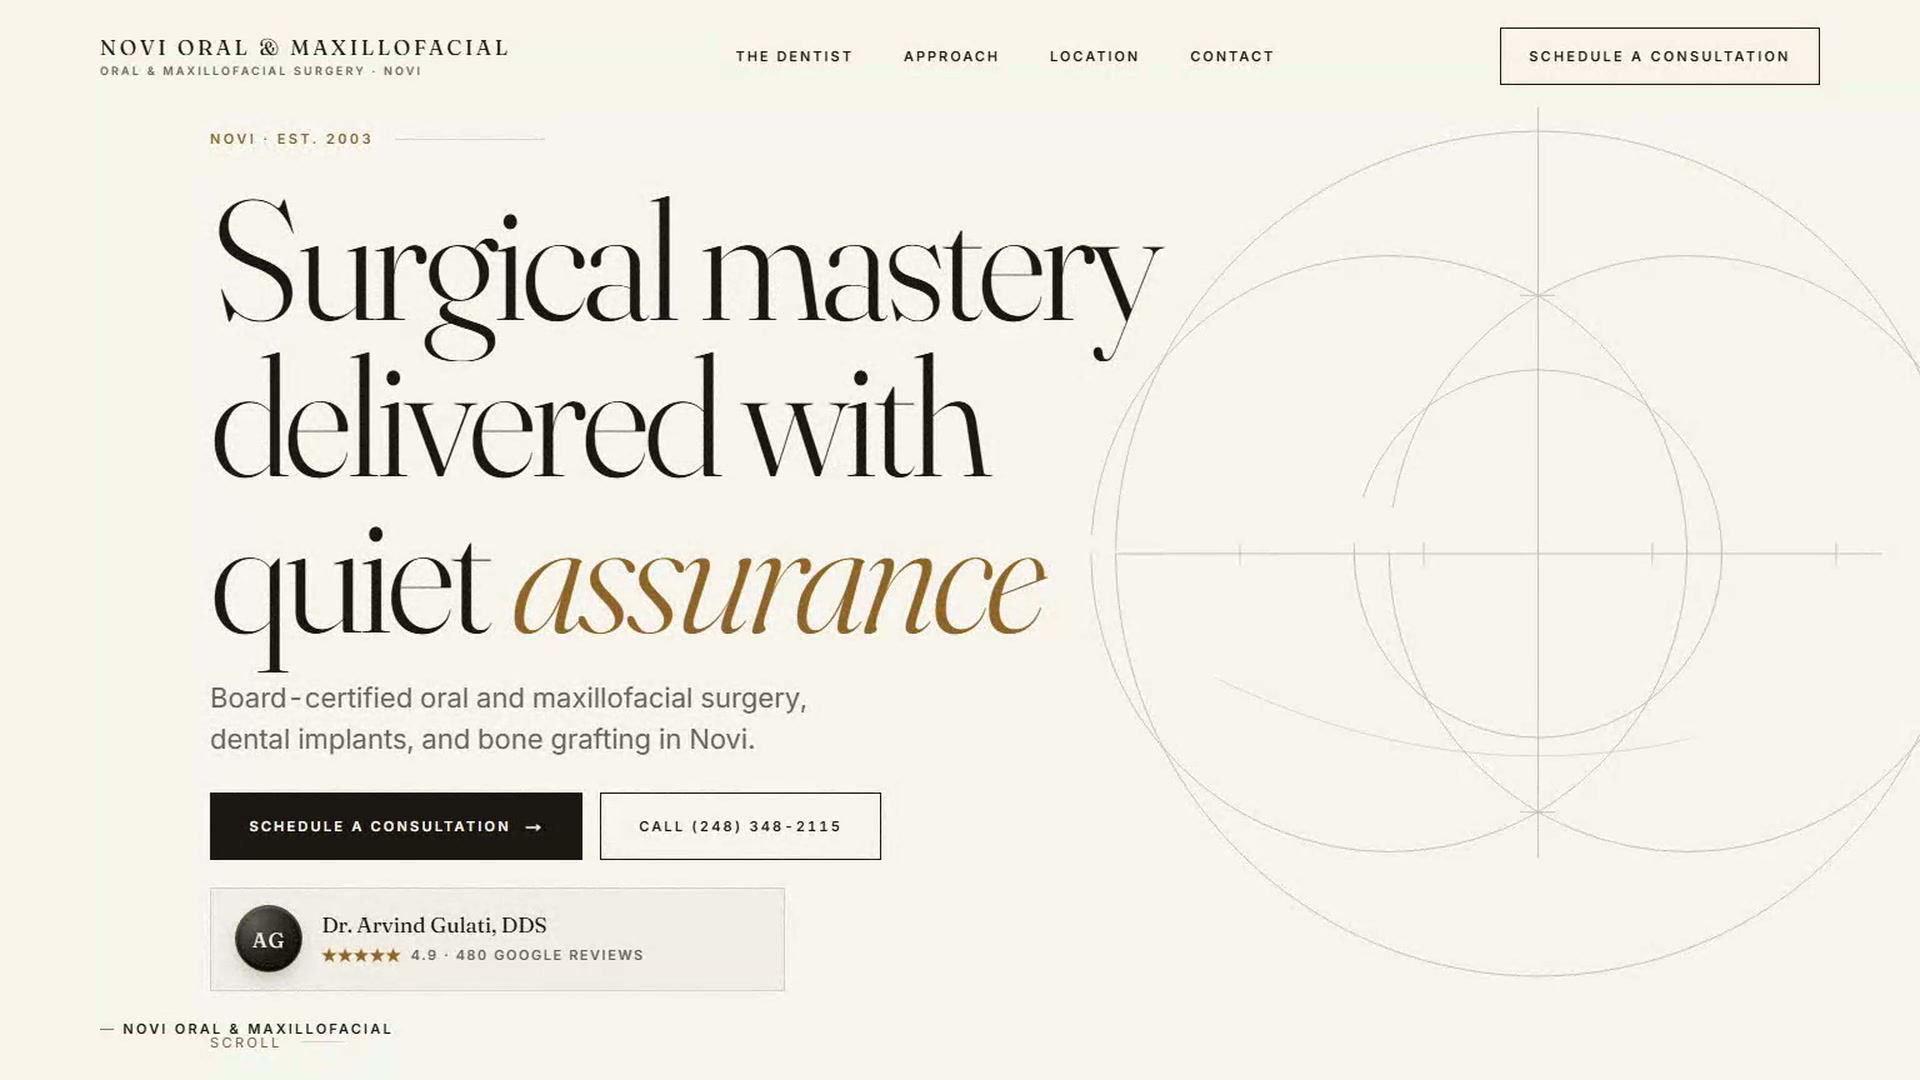 NOVI ORAL & MAXILLOFACIAL
ORAL & MAXILLOFACIAL SURGERY · NOVI
THE DENTIST
APPROACH
LOCATION
CONTACT
SCHEDULE A CONSULTATION
NOVI · EST. 2003
Surgical mastery
delivered with
quiet assurance
Board-certified oral and maxillofacial surgery,
dental implants, and bone grafting in Novi.
SCHEDULE A CONSULTATION →
CALL (248) 348-2115
AG
Dr. Arvind Gulati, DDS
★★★★★ 4.9 · 480 GOOGLE REVIEWS
— NOVI ORAL & MAXILLOFACIAL
SCROLL